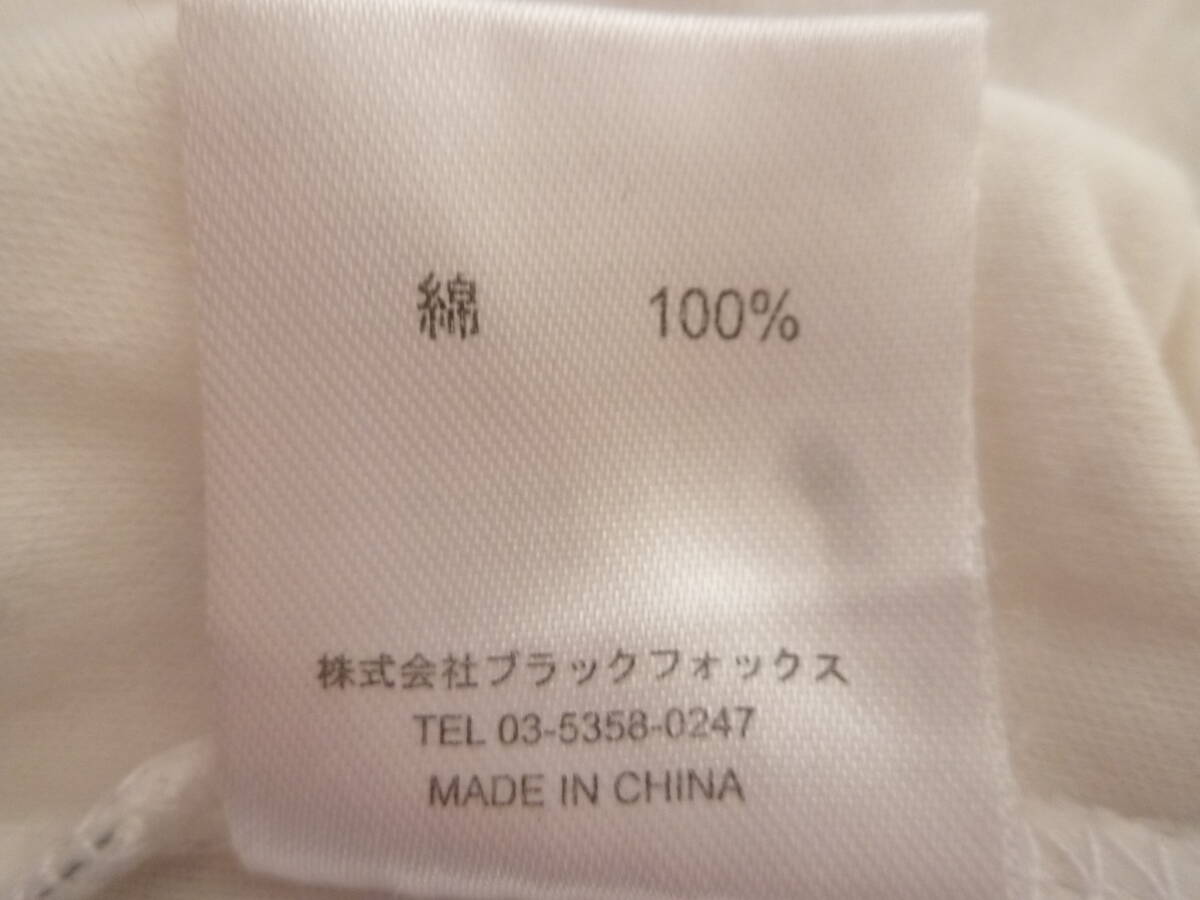 綿 100%
株式会社ブラックフォックス
TEL 03-5358-0247
MADE IN CHINA